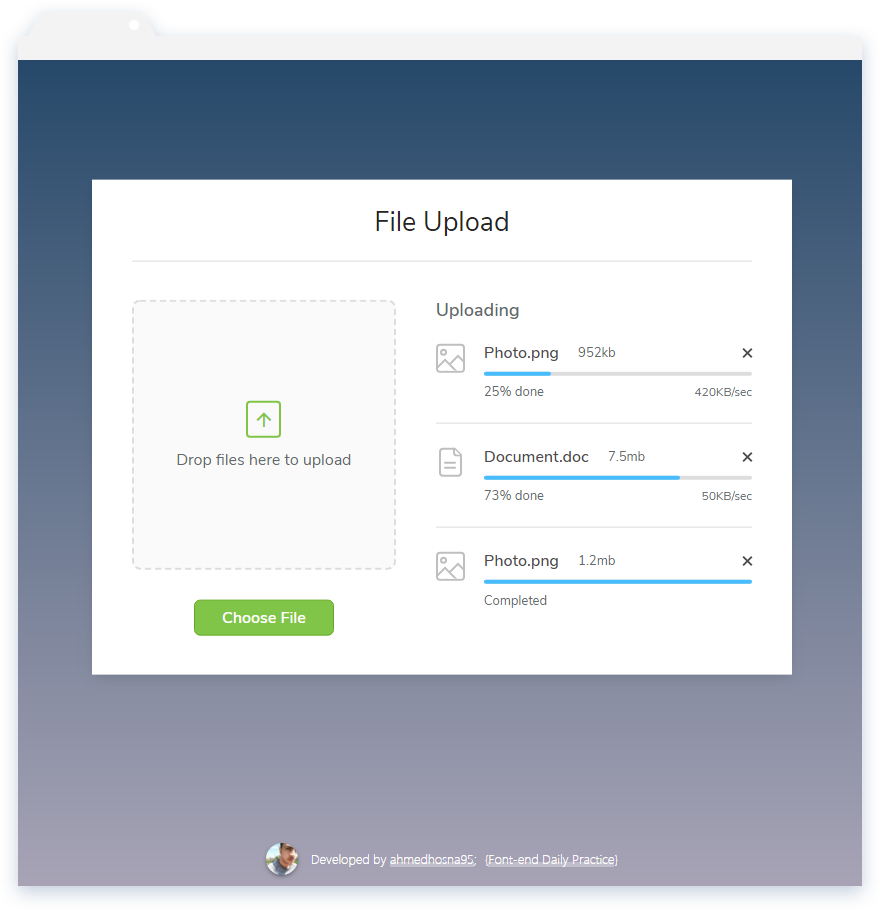 File Upload
Drop files here to upload
Choose File
Uploading
Photo.png 952kb
25% done 420KB/sec
Document.doc 7.5mb
73% done 50KB/sec
Photo.png 1.2mb
Completed
Developed by ahmedhosna95; {Font-end Daily Practice}